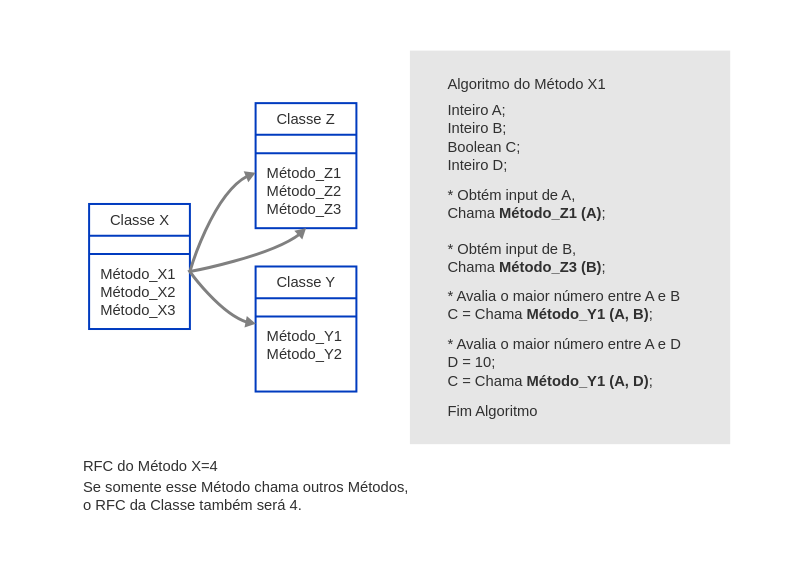 Classe Z
Método_Z1
Método_Z2
Método_Z3
Classe X
Método_X1
Método_X2
Método_X3
Classe Y
Método_Y1
Método_Y2
Algoritmo do Método X1
Inteiro A;
Inteiro B;
Boolean C;
Inteiro D;
* Obtém input de A,
Chama Método_Z1 (A);
* Obtém input de B,
Chama Método_Z3 (B);
* Avalia o maior número entre A e B
C = Chama Método_Y1 (A, B);
* Avalia o maior número entre A e D
D = 10;
C = Chama Método_Y1 (A, D);
Fim Algoritmo
RFC do Método X=4
Se somente esse Método chama outros Métodos,
o RFC da Classe também será 4.